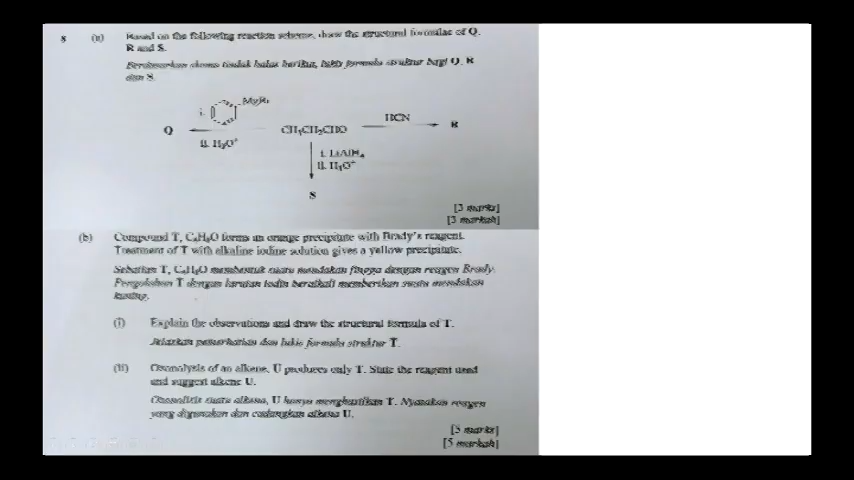 8 (a) Based on the following reaction scheme, draw the structural formulae of Q,
R and S.
Berdasarkan skema tindak balas berikut, lukis formula struktur bagi Q, R
dan S.
i. MgBr
Q CH₃CH₂CHO HCN R
ii. H₃O⁺
i. LiAlH₄
ii. H₃O⁺
S
[3 marks]
[3 markah]
(b) Compound T, C₄H₈O forms an orange precipitate with Brady's reagent.
Treatment of T with alkaline iodine solution gives a yellow precipitate.
Sebatian T, C₄H₈O membentuk suatu mendakan jingga dengan reagen Brady.
Pengolahan T dengan larutan iodin beralkali memberikan suatu mendakan
kuning.
(i) Explain the observations and draw the structural formula of T.
Jelaskan pemerhatian dan lukis formula struktur T.
(ii) Ozonolysis of an alkene, U produces only T. State the reagent used
and suggest alkene U.
Ozonolisis suatu alkena, U hanya menghasilkan T. Nyatakan reagen
yang digunakan dan cadangkan alkena U.
[5 marks]
[5 markah]